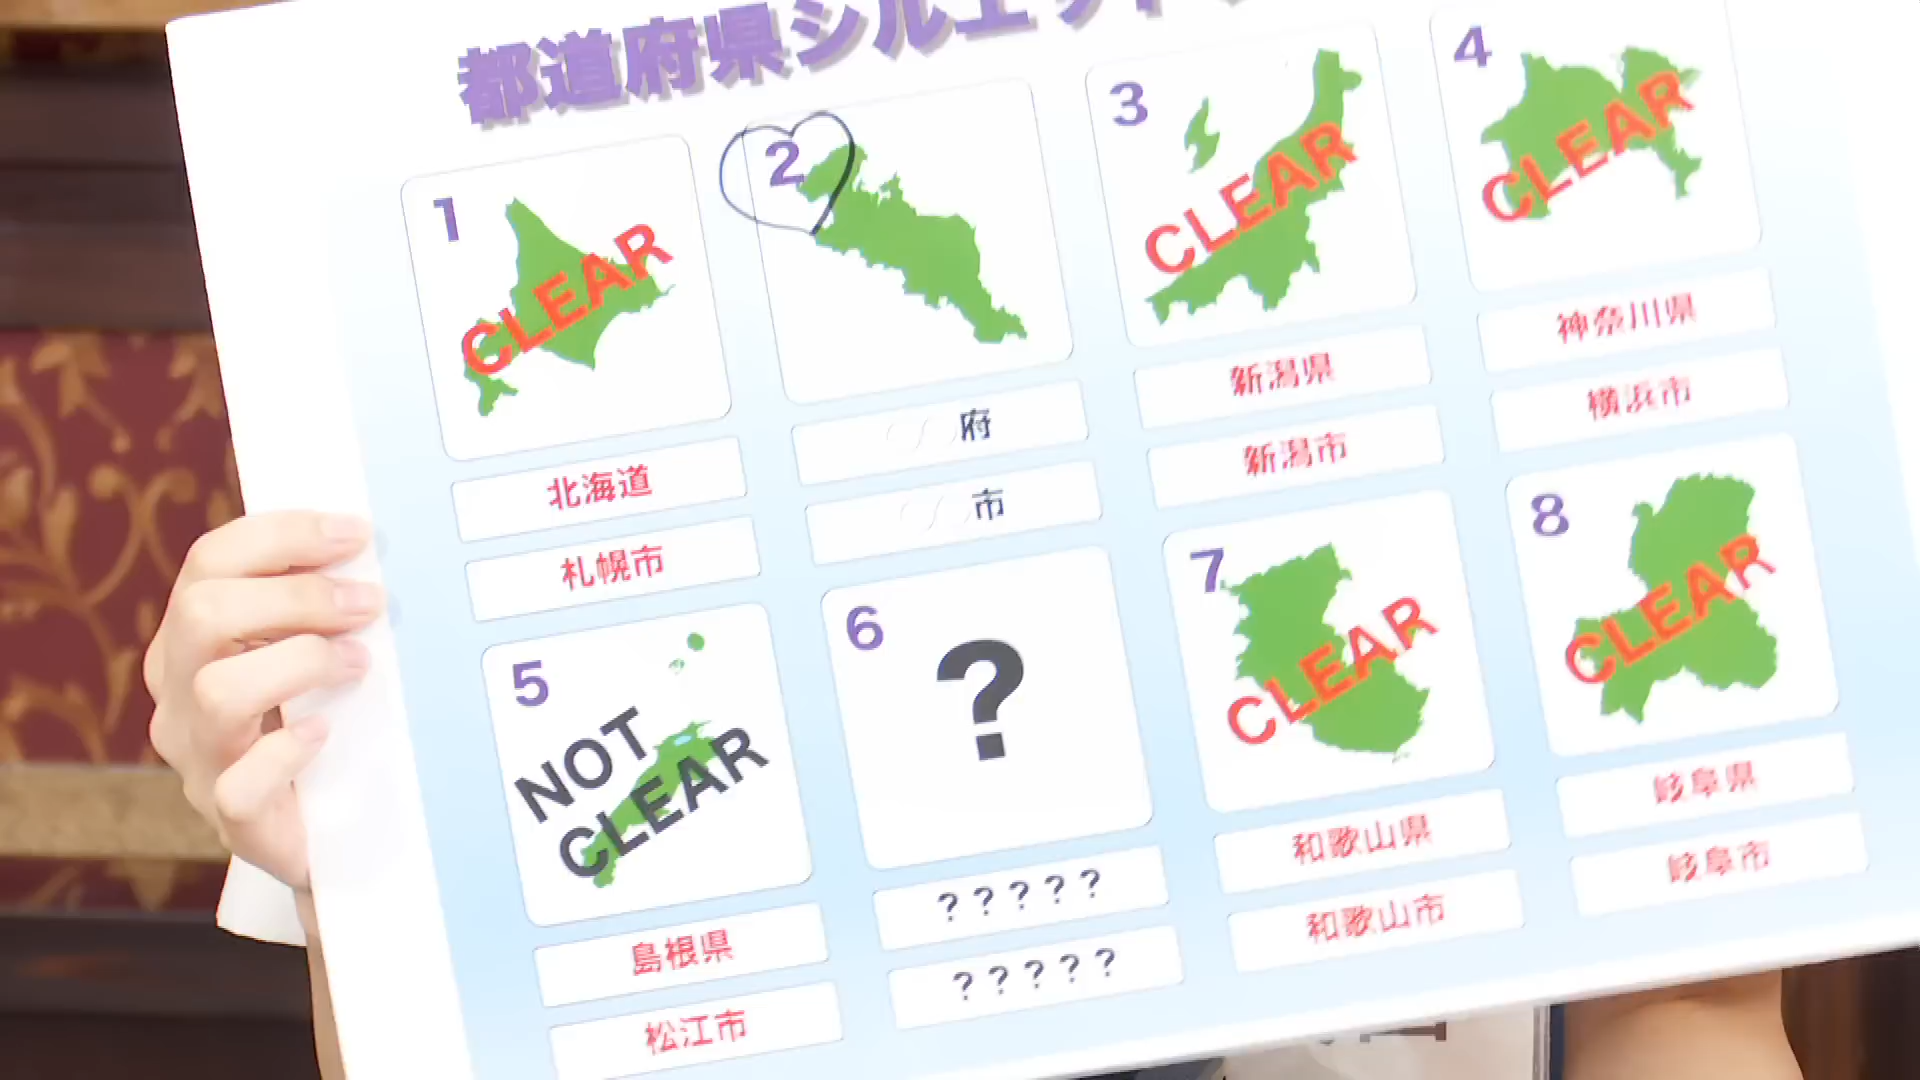 都道府県シルエット
1
CLEAR
北海道
札幌市
2
府
市
3
CLEAR
新潟県
新潟市
4
CLEAR
神奈川県
横浜市
5
NOT
CLEAR
島根県
松江市
6
?
?????
?????
7
CLEAR
和歌山県
和歌山市
8
CLEAR
岐阜県
岐阜市